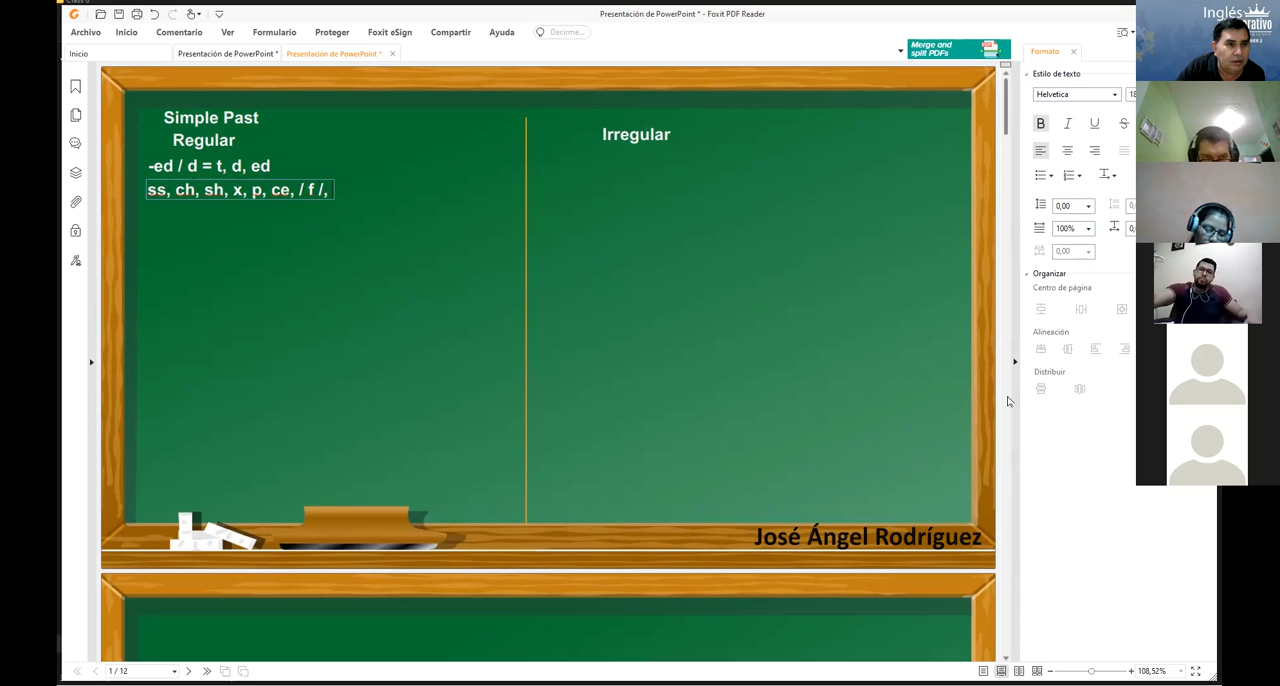 Class 6
Presentación de PowerPoint * - Foxit PDF Reader
Archivo Inicio Comentario Ver Formulario Proteger Foxit eSign Compartir Ayuda Decirme...
Inicio Presentación de PowerPoint * Presentación de PowerPoint *
Merge and
split PDFs
Simple Past
Regular
-ed / d = t, d, ed
ss, ch, sh, x, p, ce, / f /,
Irregular
José Ángel Rodríguez
Formato
Estilo de texto
Helvetica 18
B I U S
0,00
100%
0,00
Organizar
Centro de página
Alineación
Distribuir
Inglés
1 / 12
108,52%